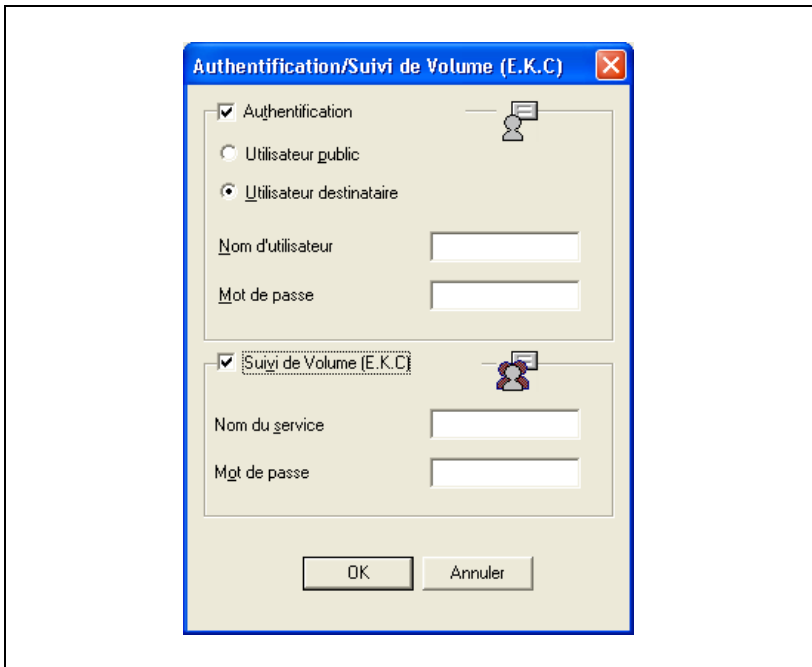 Authentification/Suivi de Volume (E.K.C)
Authentification
Utilisateur public
Utilisateur destinataire
Nom d'utilisateur
Mot de passe
Suivi de Volume (E.K.C)
Nom du service
Mot de passe
OK Annuler